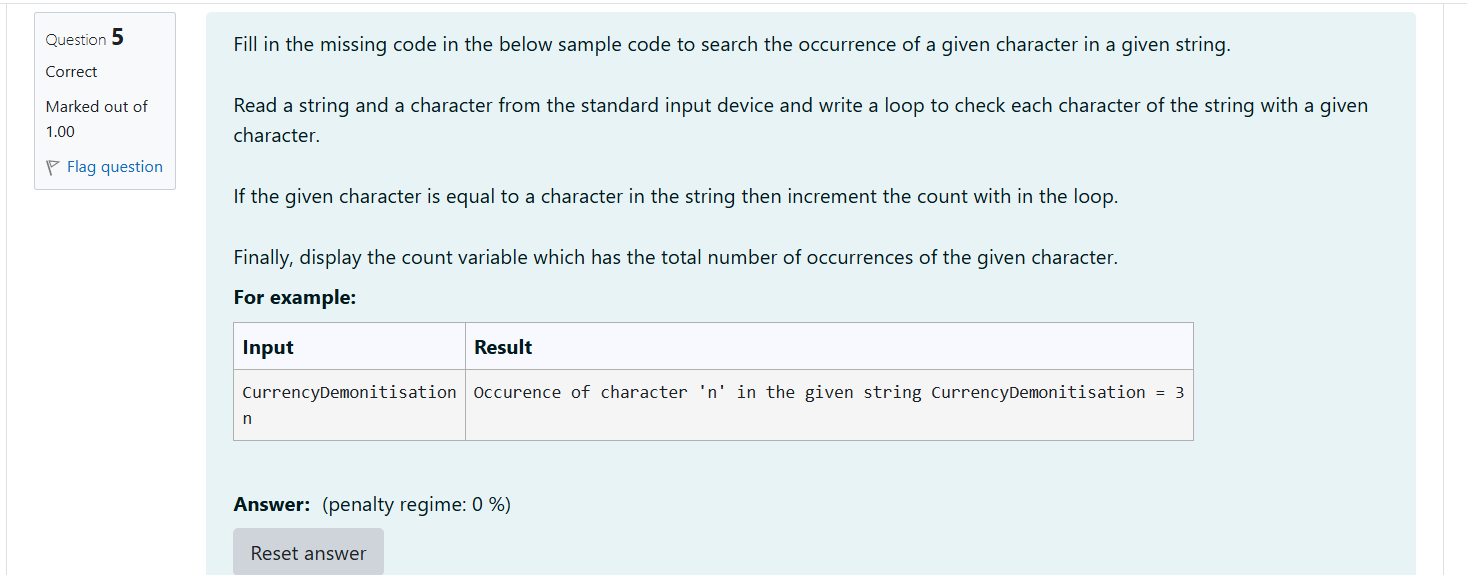 Question 5
Correct
Marked out of
1.00
Flag question
Fill in the missing code in the below sample code to search the occurrence of a given character in a given string.
Read a string and a character from the standard input device and write a loop to check each character of the string with a given
character.
If the given character is equal to a character in the string then increment the count with in the loop.
Finally, display the count variable which has the total number of occurrences of the given character.
For example:
Input Result
CurrencyDemonitisation Occurence of character 'n' in the given string CurrencyDemonitisation = 3
n
Answer: (penalty regime: 0 %)
Reset answer